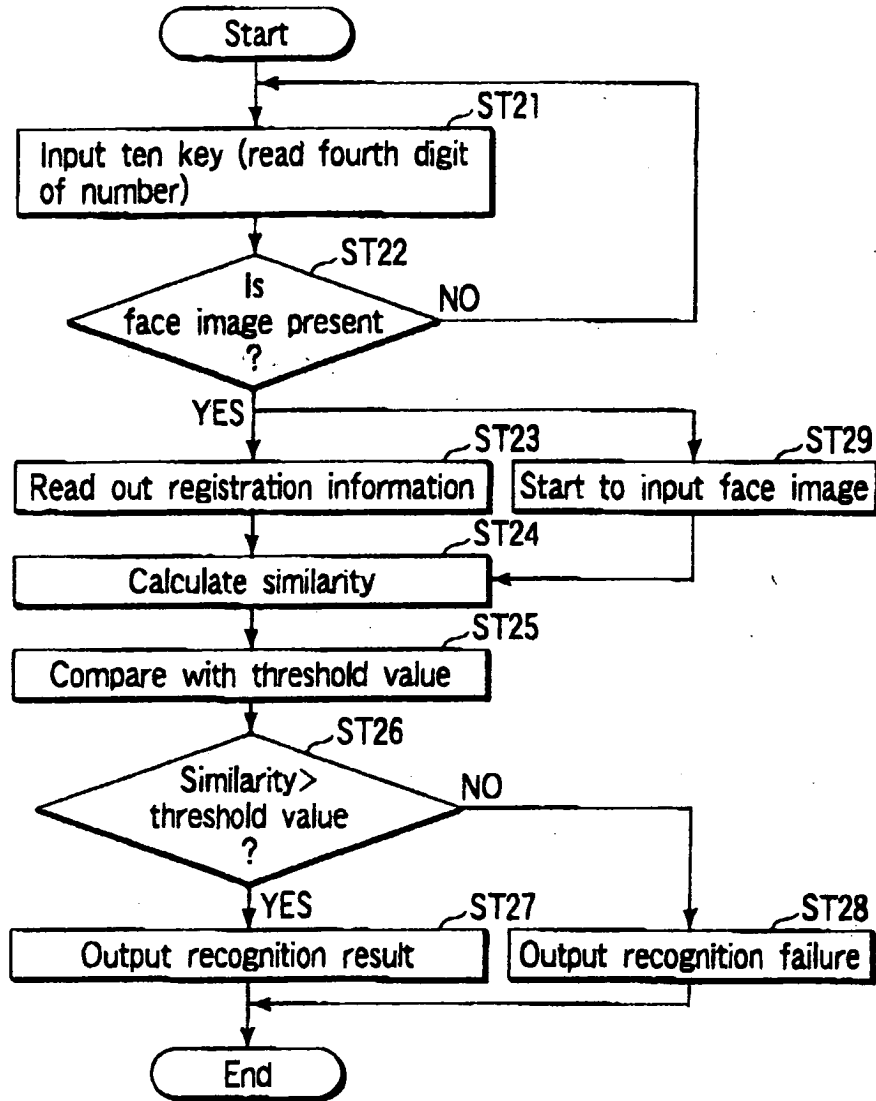 Start
ST21
Input ten key (read fourth digit
of number)
ST22
Is
face image present
?
NO
YES
ST23
ST29
Read out registration information
Start to input face image
ST24
Calculate similarity
ST25
Compare with threshold value
ST26
Similarity>
threshold value
?
NO
YES
ST27
ST28
Output recognition result
Output recognition failure
End